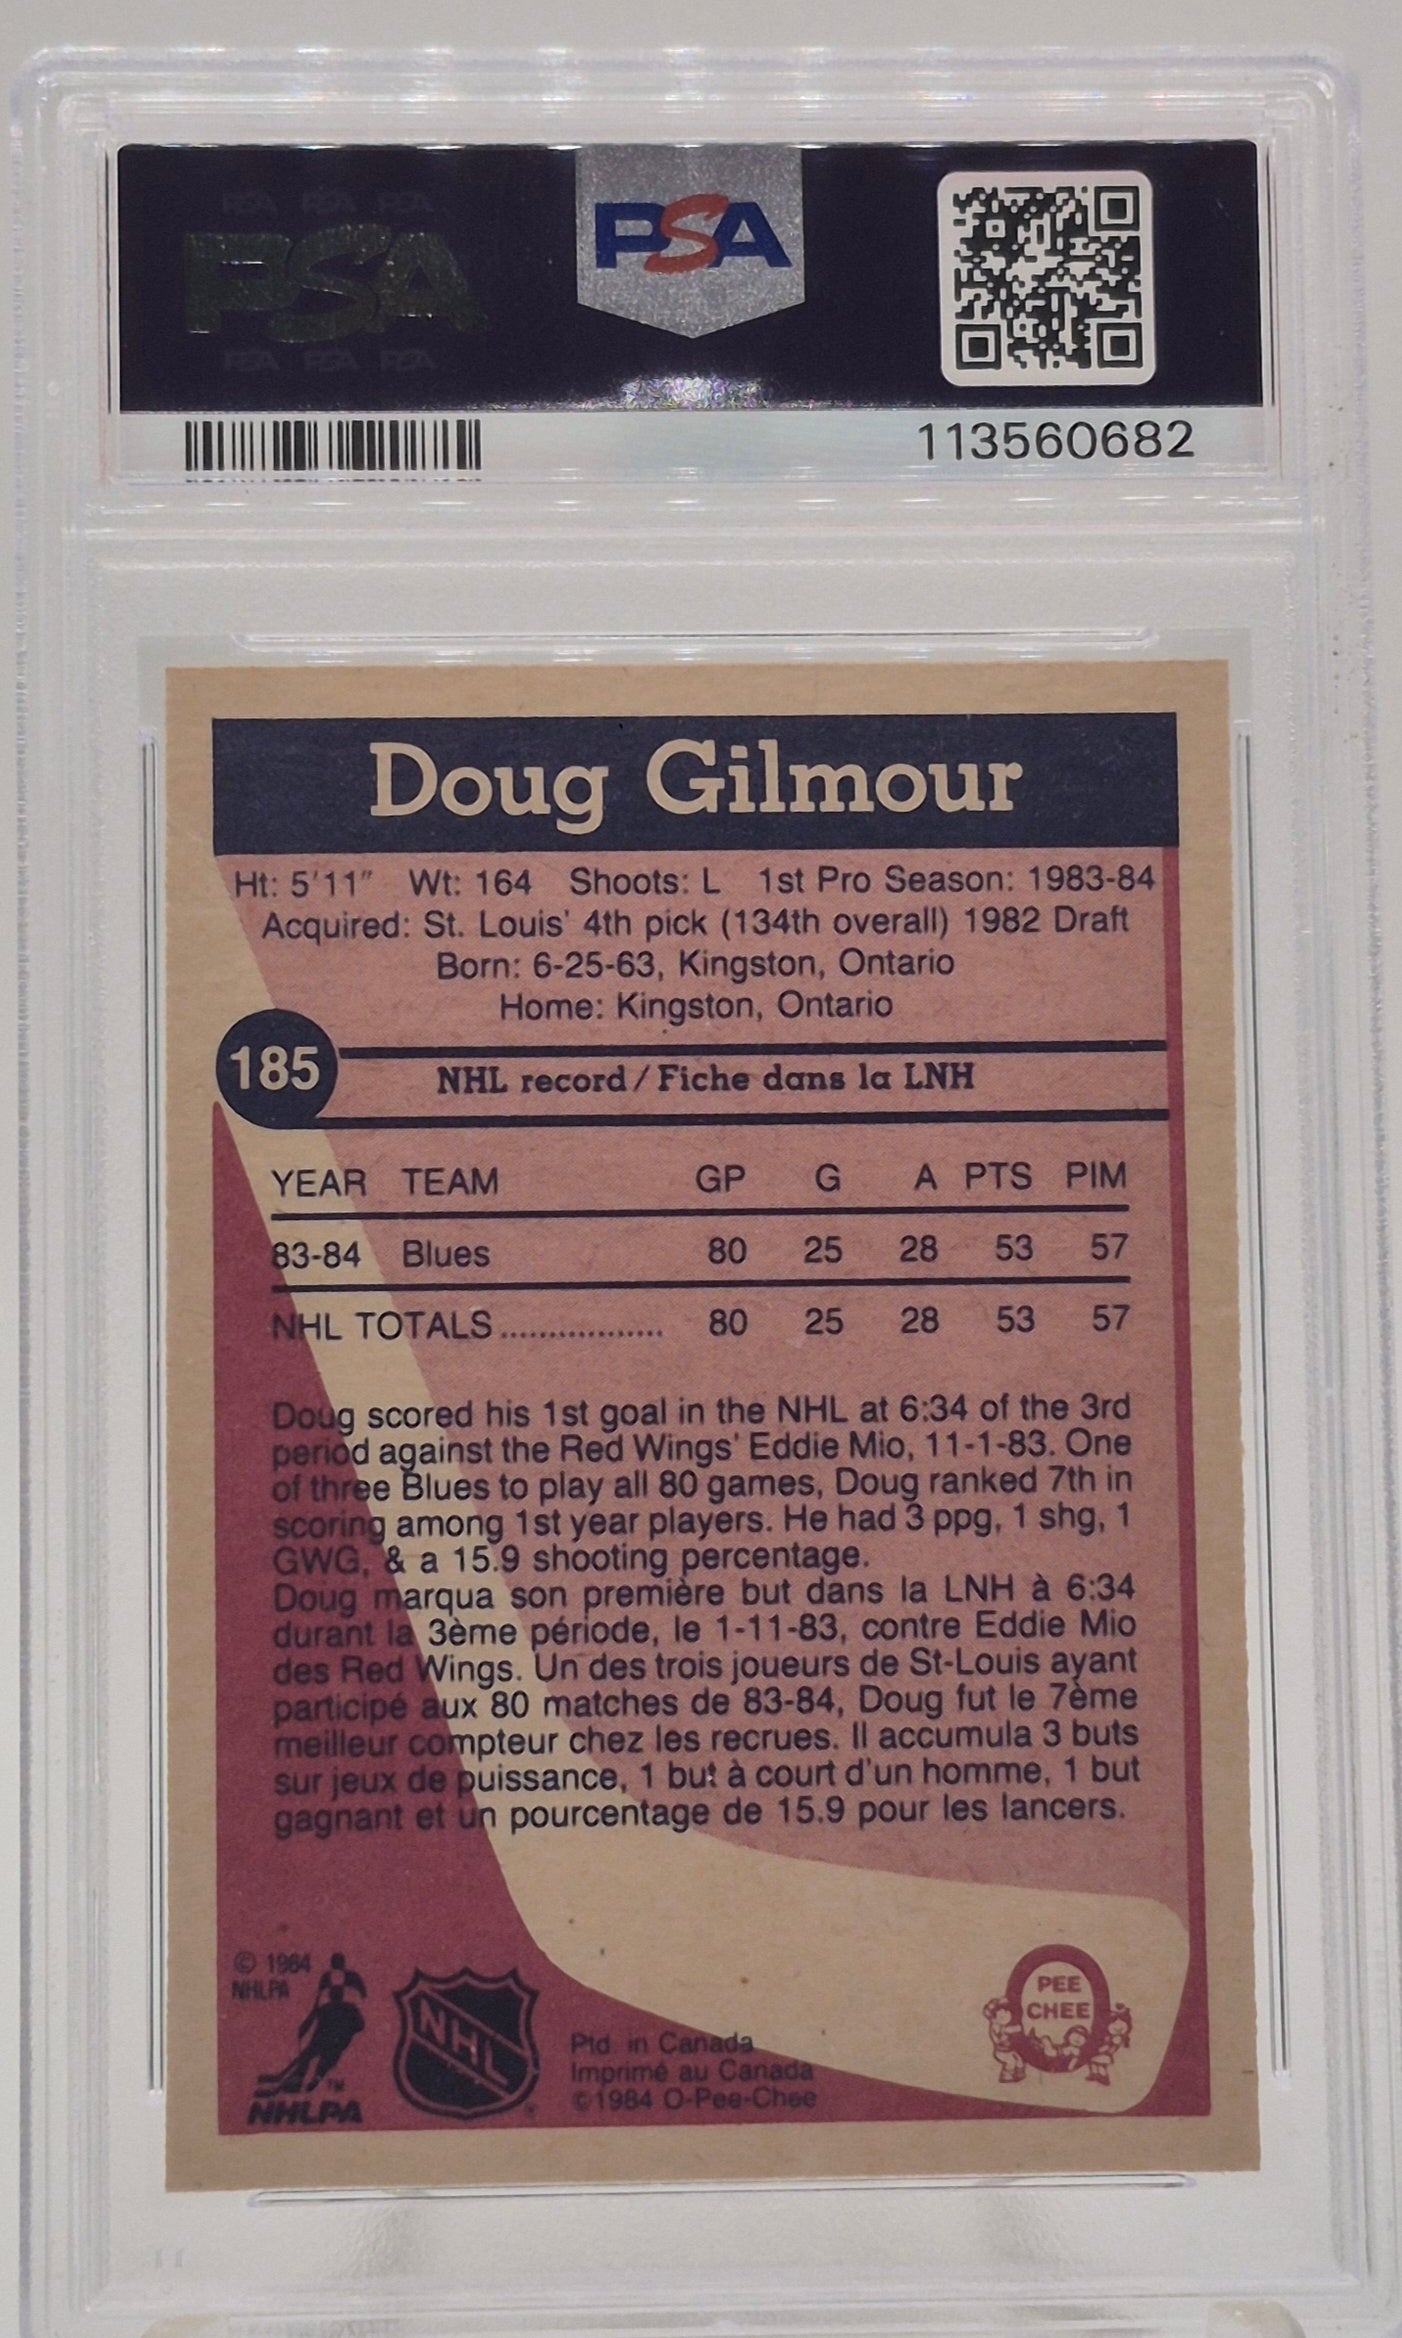 PSA PSA PSA
PSA
PSA PSA PSA
PSA
113560682
Doug Gilmour
Ht: 5'11" Wt: 164 Shoots: L 1st Pro Season: 1983-84
Acquired: St. Louis' 4th pick (134th overall) 1982 Draft
Born: 6-25-63, Kingston, Ontario
Home: Kingston, Ontario
185
NHL record/Fiche dans la LNH
YEAR TEAM GP G A PTS PIM
83-84 Blues 80 25 28 53 57
NHL TOTALS.................. 80 25 28 53 57
Doug scored his 1st goal in the NHL at 6:34 of the 3rd
period against the Red Wings' Eddie Mio, 11-1-83. One
of three Blues to play all 80 games, Doug ranked 7th in
scoring among 1st year players. He had 3 ppg, 1 shg, 1
GWG, & a 15.9 shooting percentage.
Doug marqua son première but dans la LNH à 6:34
durant la 3ème période, le 1-11-83, contre Eddie Mio
des Red Wings. Un des trois joueurs de St-Louis ayant
participé aux 80 matches de 83-84, Doug fut le 7ème
meilleur compteur chez les recrues. Il accumula 3 buts
sur jeux de puissance, 1 but à court d'un homme, 1 but
gagnant et un pourcentage de 15.9 pour les lancers.
© 1984
NHLPA
™
NHLPA
NHL
®
Ptd. in Canada
Imprimé au Canada
©1984 O-Pee-Chee
PEE
CHEE